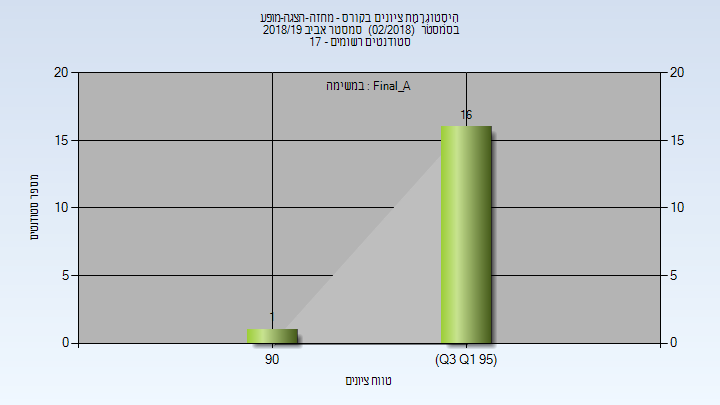 היסטוגרמת ציונים בקורס - מחזה-הצגה-מופע
בסמסטר (02/2018) סמסטר אביב 2018/19
סטודנטים רשומים - 17
במשימה : Final_A
20
15
10
5
0
20
15
10
5
0
מספר סטודנטים
1
16
90
(Q3 Q1 95)
טווח ציונים